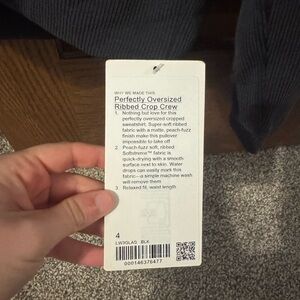 WHY WE MADE THIS
Perfectly Oversized
Ribbed Crop Crew
1. Nothing but love for this
perfectly oversized cropped
sweatshirt. Super-soft ribbed
fabric with a matte, peach-fuzz
finish make this pullover
impossible to take off
2. Peach fuzz soft, ribbed
Softstreme™ fabric is
quick-drying with a smooth
surface next to skin. Water
drops can easily mark this
fabric—a simple machine wash
will remove them
3 Relaxed fit, waist length
4
BLK
000146376477